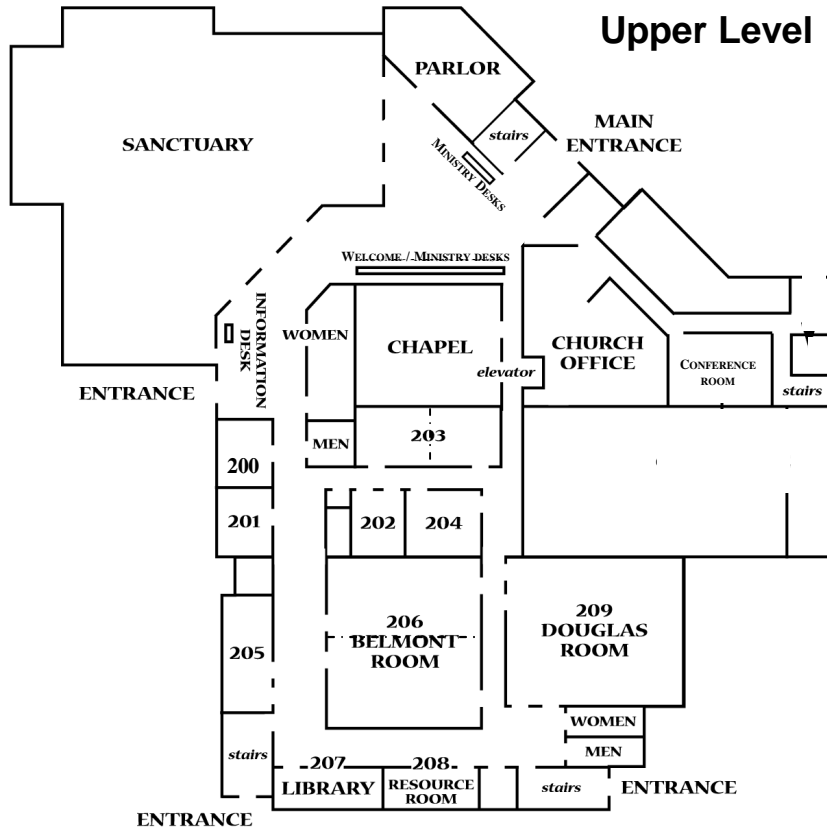 Upper Level
PARLOR
stairs
MAIN
ENTRANCE
SANCTUARY
MINISTRY DESKS
WELCOME / MINISTRY DESKS
INFORMATION
DESK
WOMEN
CHAPEL
CHURCH
OFFICE
elevator
CONFERENCE
ROOM
stairs
ENTRANCE
MEN
203
200
201
202
204
206
BELMONT
ROOM
209
DOUGLAS
ROOM
205
WOMEN
MEN
stairs
207
LIBRARY
208
RESOURCE
ROOM
stairs
ENTRANCE
ENTRANCE